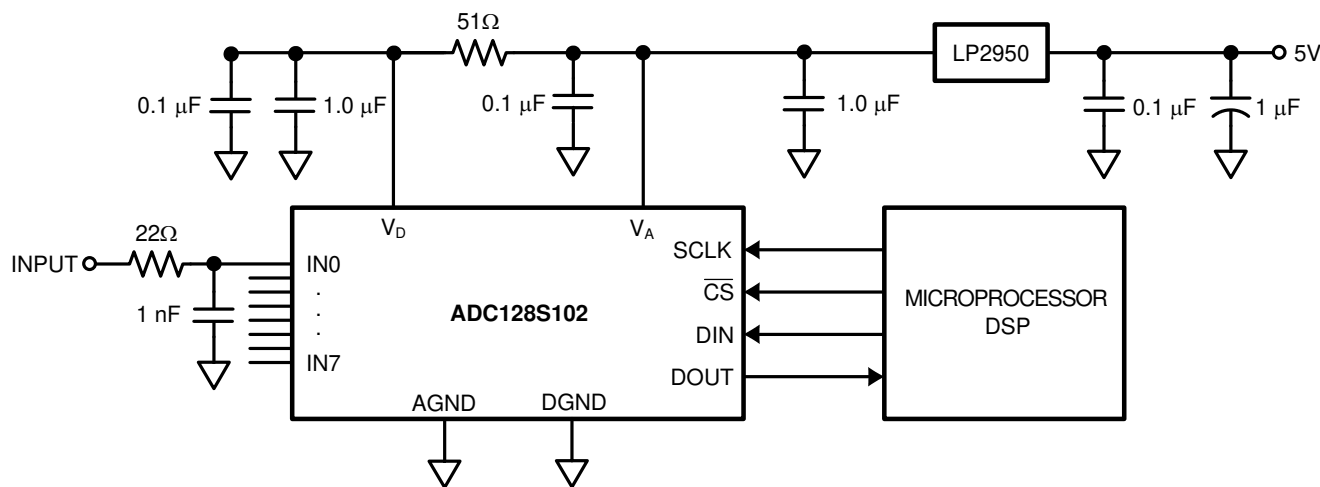 51Ω
LP2950
5V
0.1 µF
1.0 µF
0.1 µF
1.0 µF
0.1 µF
1 µF
22Ω
V_D
V_A
INPUT
IN0
SCLK
.
.
.
.
C̅S̅
MICROPROCESSOR
DSP
1 nF
ADC128S102
DIN
IN7
DOUT
AGND
DGND